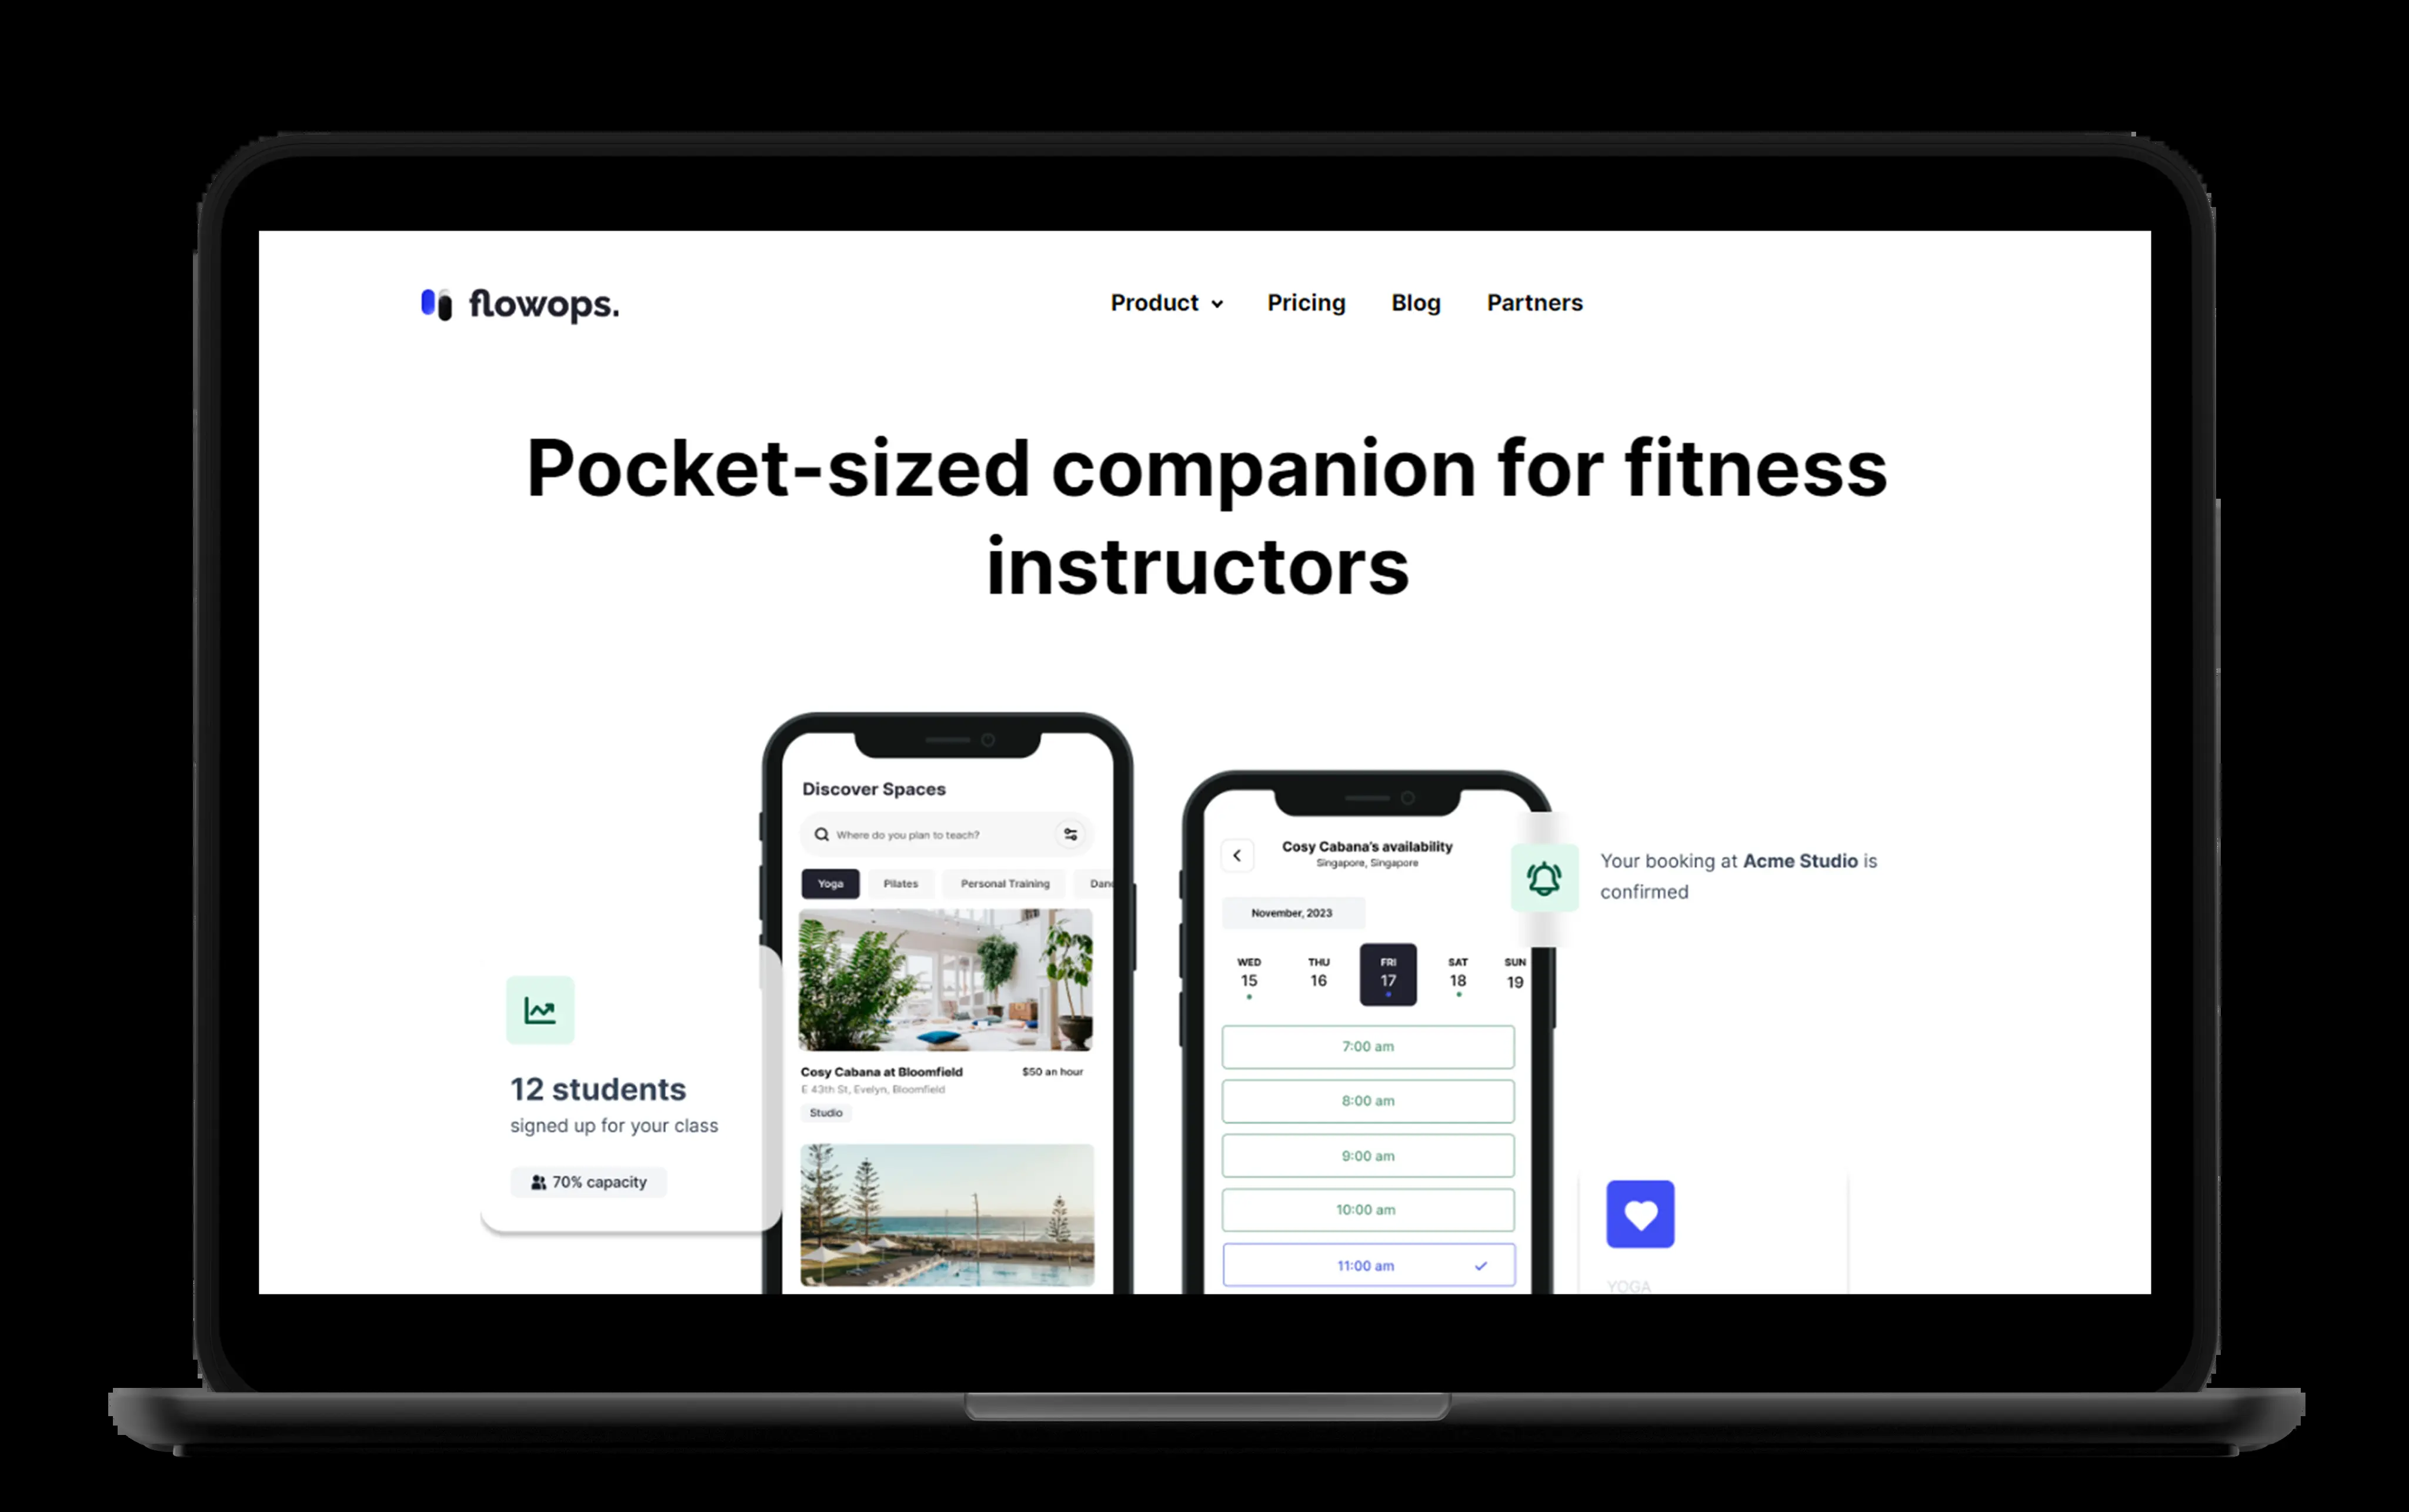 flowops.
Product Pricing Blog Partners
Pocket-sized companion for fitness
instructors
Discover Spaces
Where do you plan to teach?
Yoga Pilates Personal Training Danc
Cosy Cabana at Bloomfield $50 an hour
E 43th St, Evelyn, Bloomfield
Studio
12 students
signed up for your class
70% capacity
Cosy Cabana's availability
Singapore, Singapore
November, 2023
WED THU FRI SAT SUN
15 16 17 18 19
7:00 am
8:00 am
9:00 am
10:00 am
11:00 am
Your booking at Acme Studio is
confirmed
YOGA